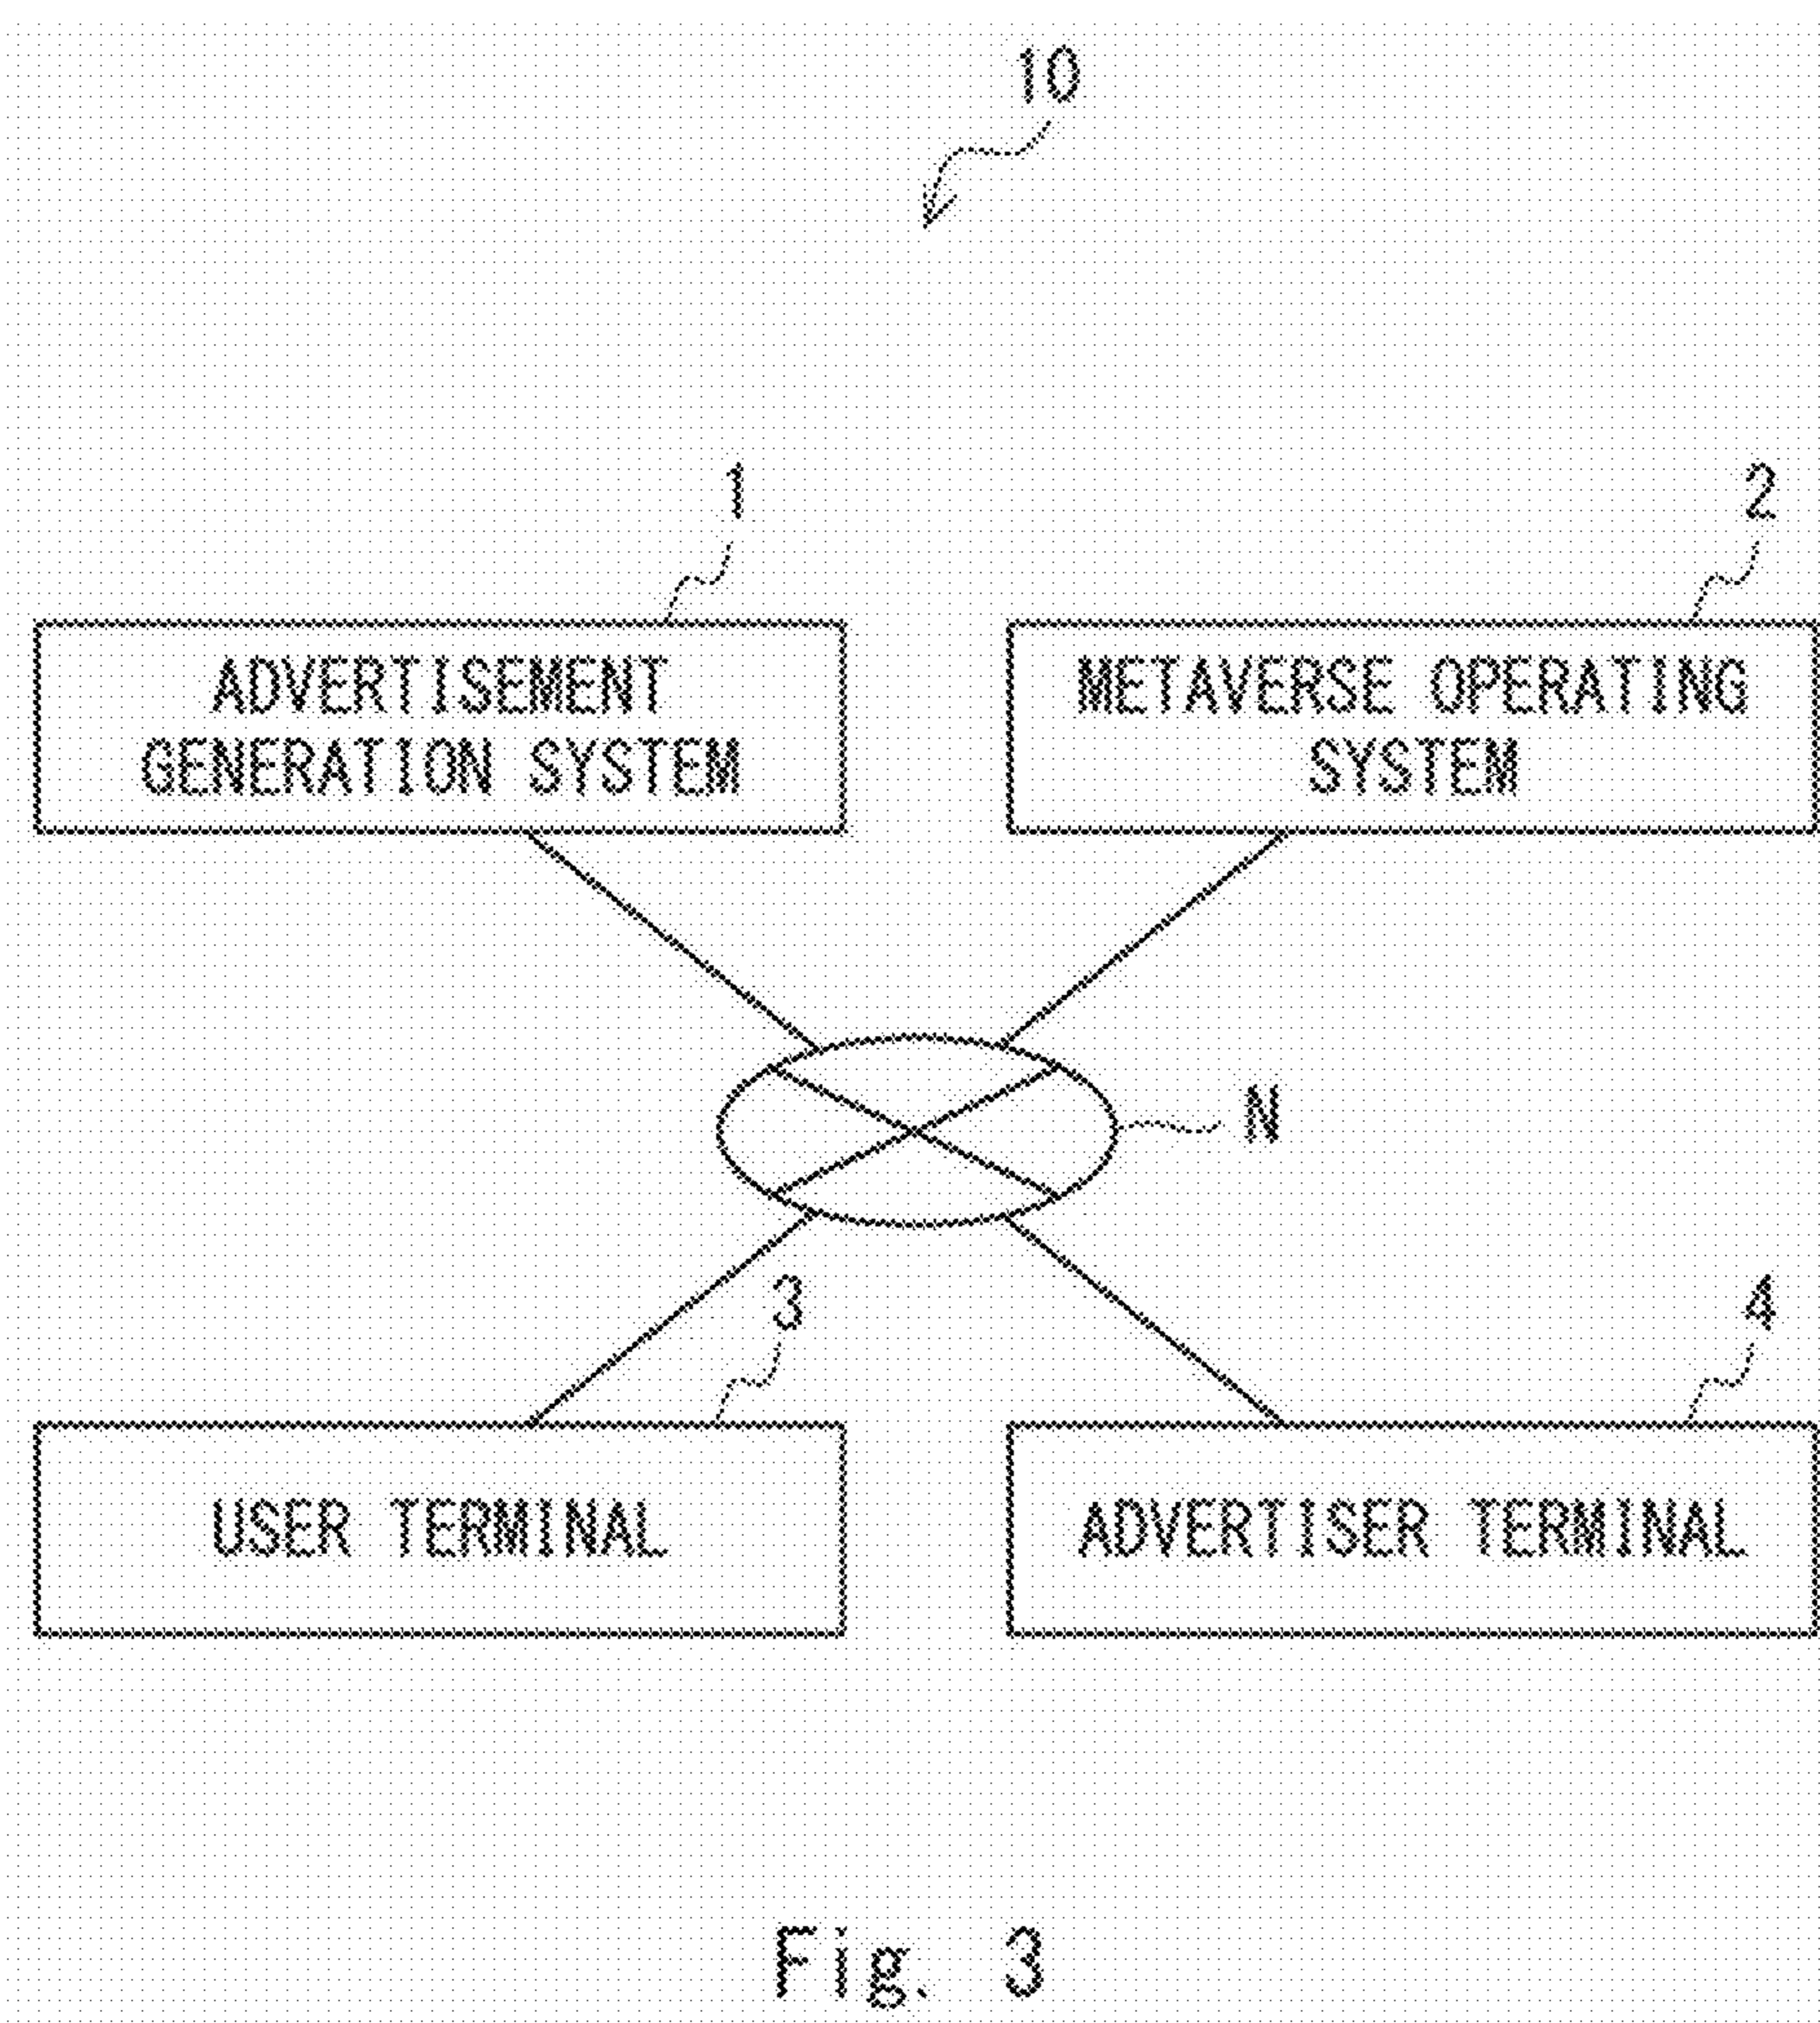 10
1
2
ADVERTISEMENT
GENERATION SYSTEM
METAVERSE OPERATING
SYSTEM
N
3
4
USER TERMINAL
ADVERTISER TERMINAL
Fig. 3